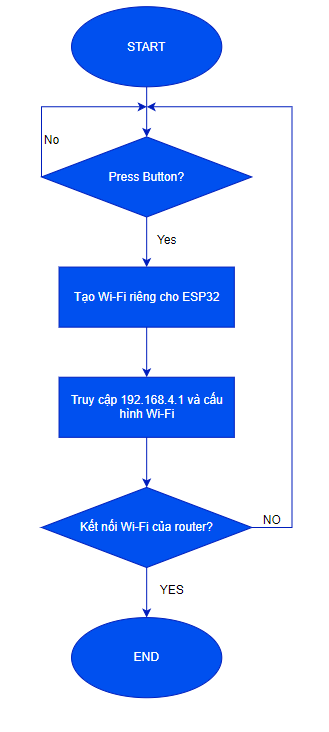 START
No
Press Button?
Yes
Tạo Wi-Fi riêng cho ESP32
Truy cập 192.168.4.1 và cấu
hình Wi-Fi
Kết nối Wi-Fi của router?
NO
YES
END